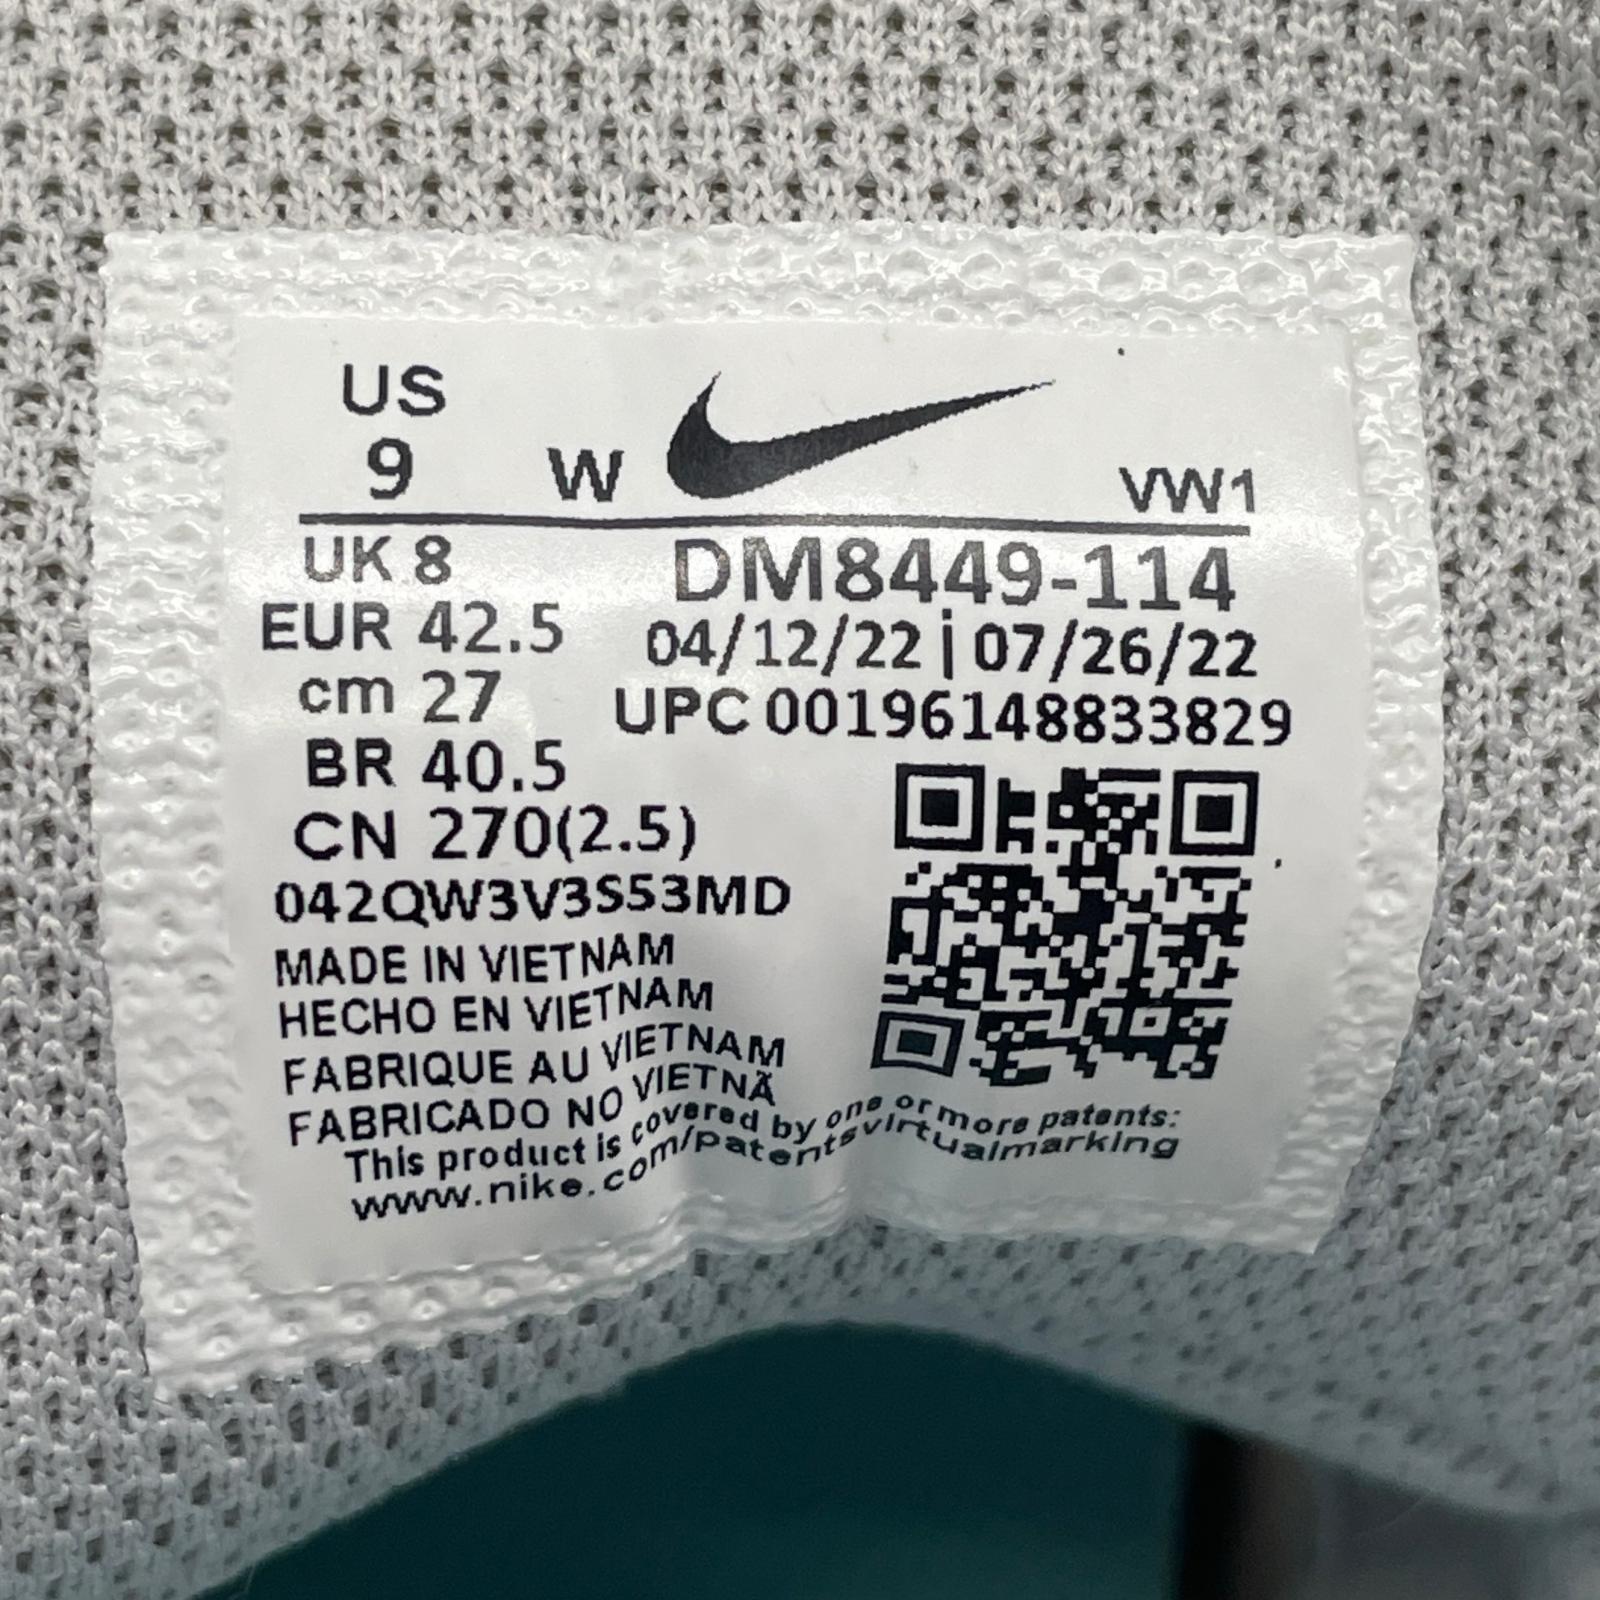 US
9 W VW1
UK 8 DM8449-114
EUR 42.5 04/12/22 | 07/26/22
cm 27 UPC 00196148833829
BR 40.5
CN 270(2.5)
042QW3V3S53MD
MADE IN VIETNAM
HECHO EN VIETNAM
FABRIQUE AU VIETNAM
FABRICADO NO VIETNÃ
This product is covered by one or more patents:
www.nike.com/patentsvirtualmarking